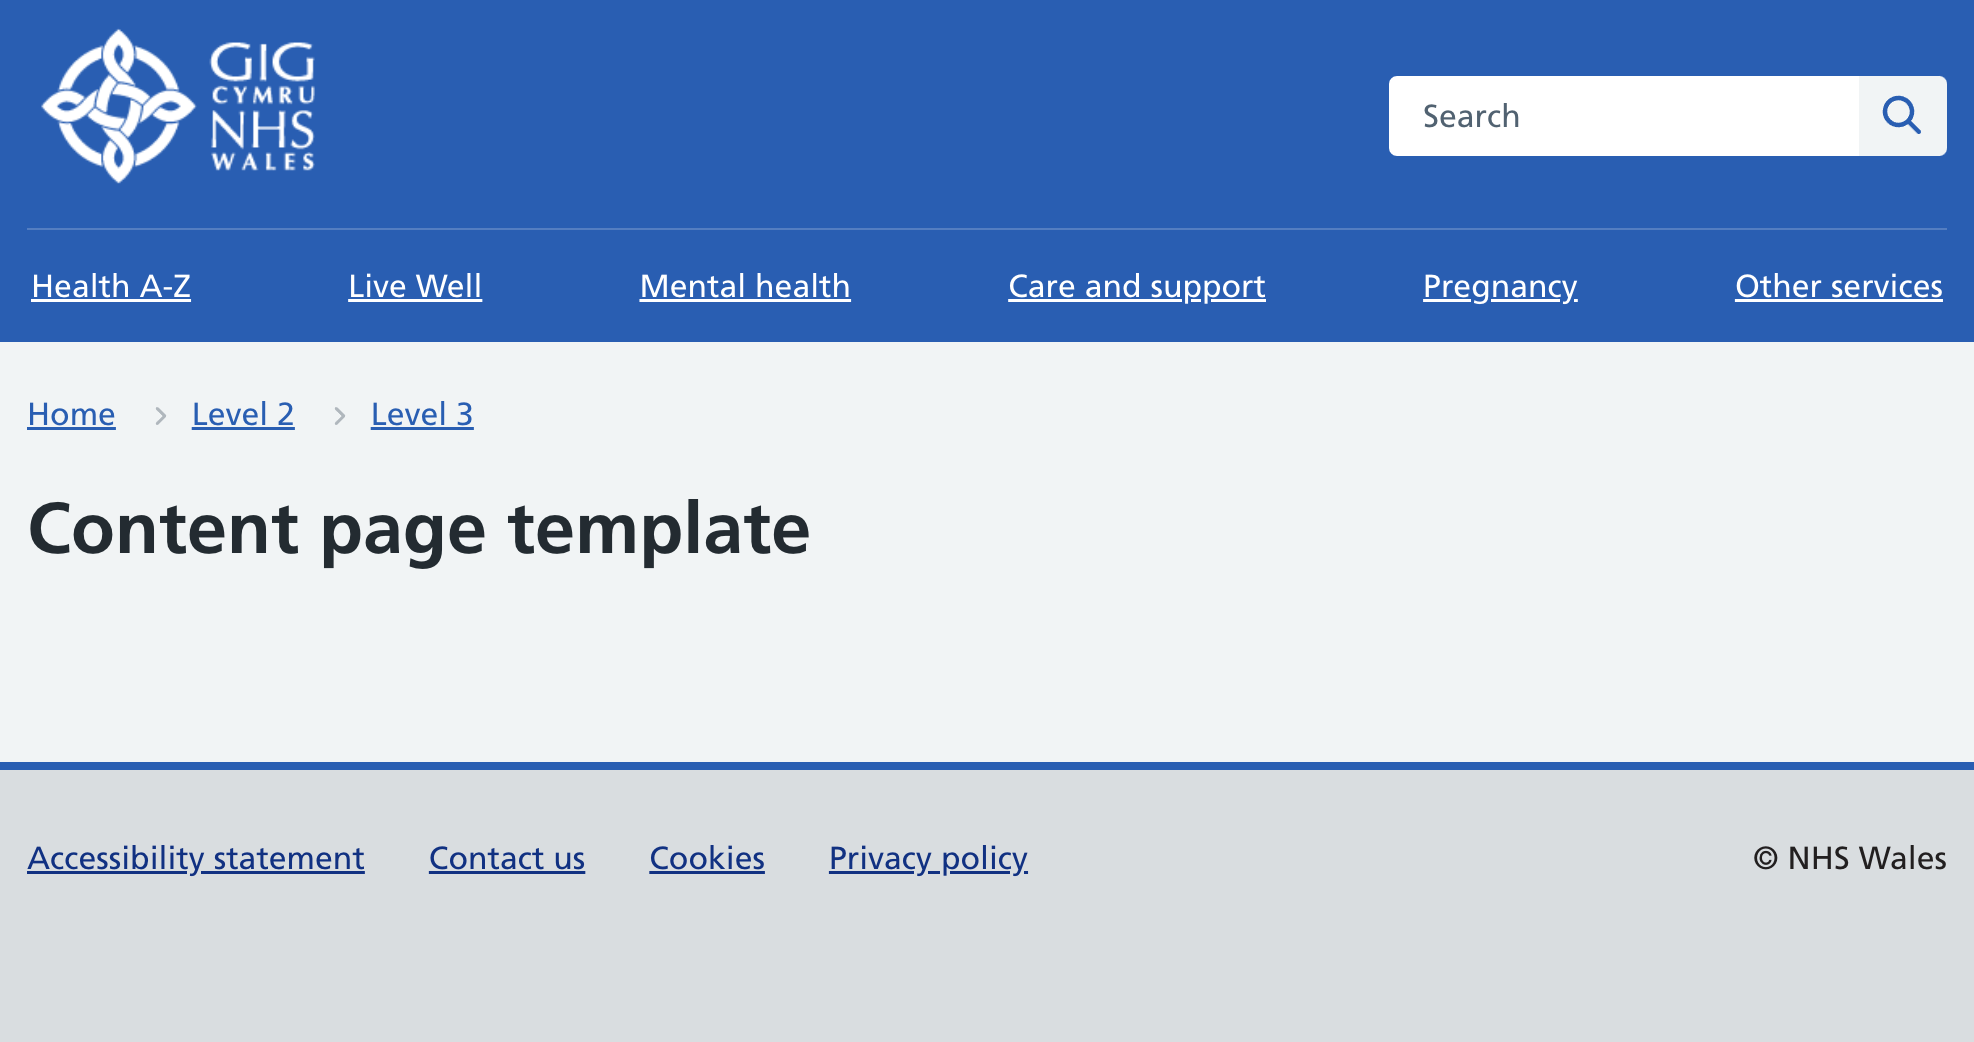 GIG
CYMRU
NHS
WALES
Search
Health A-Z Live Well Mental health Care and support Pregnancy Other services
Home Level 2 Level 3
Content page template
Accessibility statement Contact us Cookies Privacy policy © NHS Wales